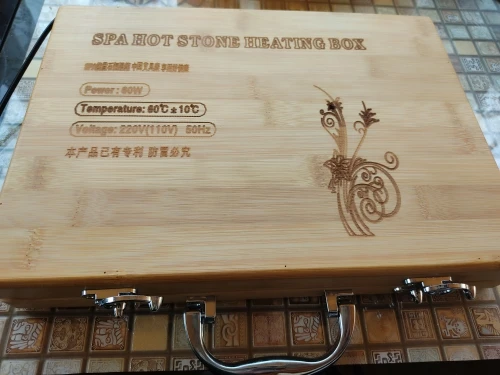 SPA HOT STONE HEATING BOX
Power : 60W
Temperature: 60℃±10℃
Voltage: 220V(110V) 50Hz
本产品已有专利 防冒必究